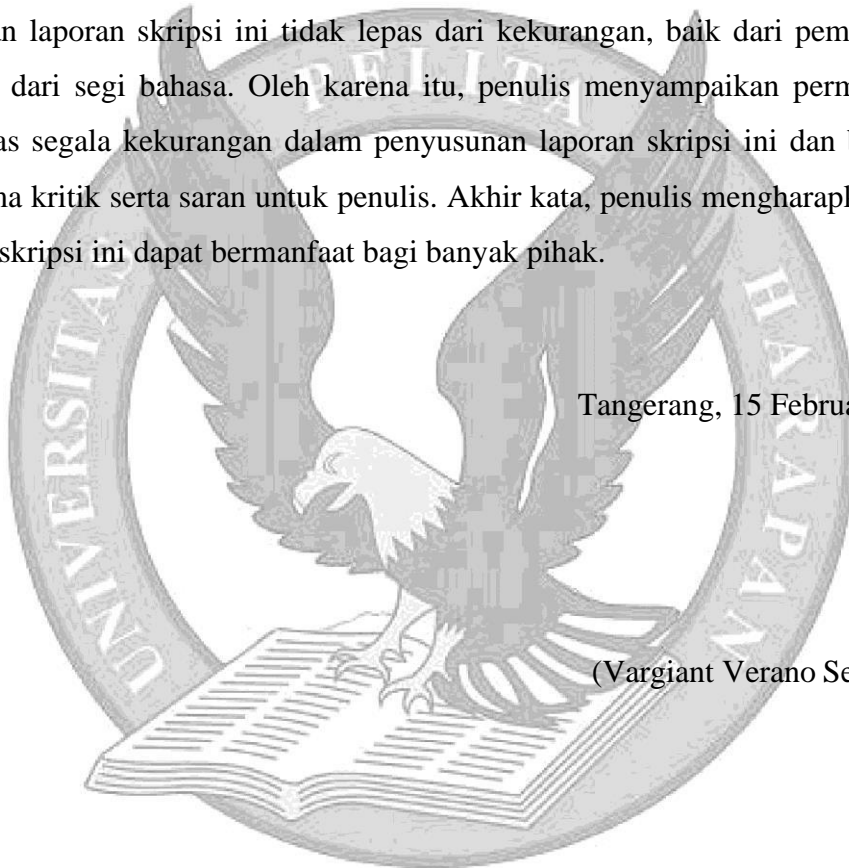 an laporan skripsi ini tidak lepas dari kekurangan, baik dari pem
dari segi bahasa. Oleh karena itu, penulis menyampaikan perm
as segala kekurangan dalam penyusunan laporan skripsi ini dan b
na kritik serta saran untuk penulis. Akhir kata, penulis mengharapk
skripsi ini dapat bermanfaat bagi banyak pihak.
Tangerang, 15 Februa
(Vargiant Verano Se
UNIVERSITAS PELITA HARAPAN